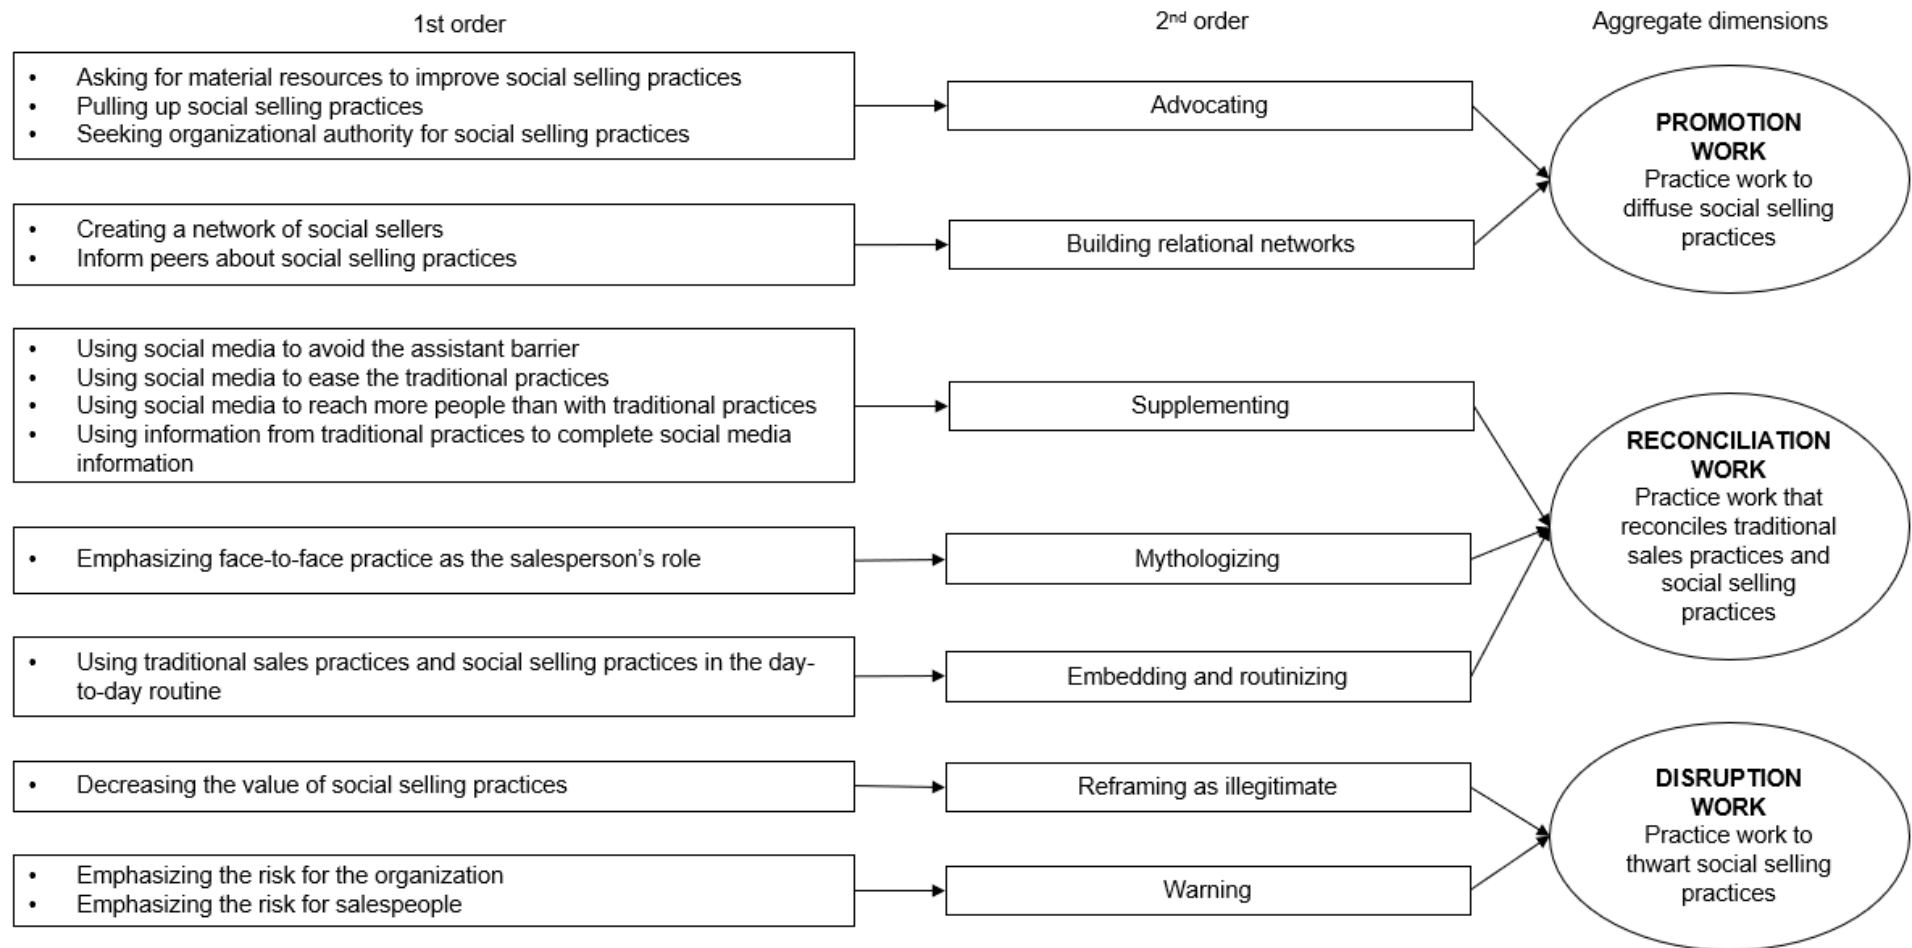 1st order
2nd order
Aggregate dimensions
• Asking for material resources to improve social selling practices
• Pulling up social selling practices
• Seeking organizational authority for social selling practices
Advocating
PROMOTION
WORK
Practice work to
diffuse social selling
practices
• Creating a network of social sellers
• Inform peers about social selling practices
Building relational networks
• Using social media to avoid the assistant barrier
• Using social media to ease the traditional practices
• Using social media to reach more people than with traditional practices
• Using information from traditional practices to complete social media
information
Supplementing
RECONCILIATION
WORK
Practice work that
reconciles traditional
sales practices and
social selling
practices
• Emphasizing face-to-face practice as the salesperson’s role
Mythologizing
• Using traditional sales practices and social selling practices in the day-
to-day routine
Embedding and routinizing
• Decreasing the value of social selling practices
Reframing as illegitimate
DISRUPTION
WORK
Practice work to
thwart social selling
practices
• Emphasizing the risk for the organization
• Emphasizing the risk for salespeople
Warning